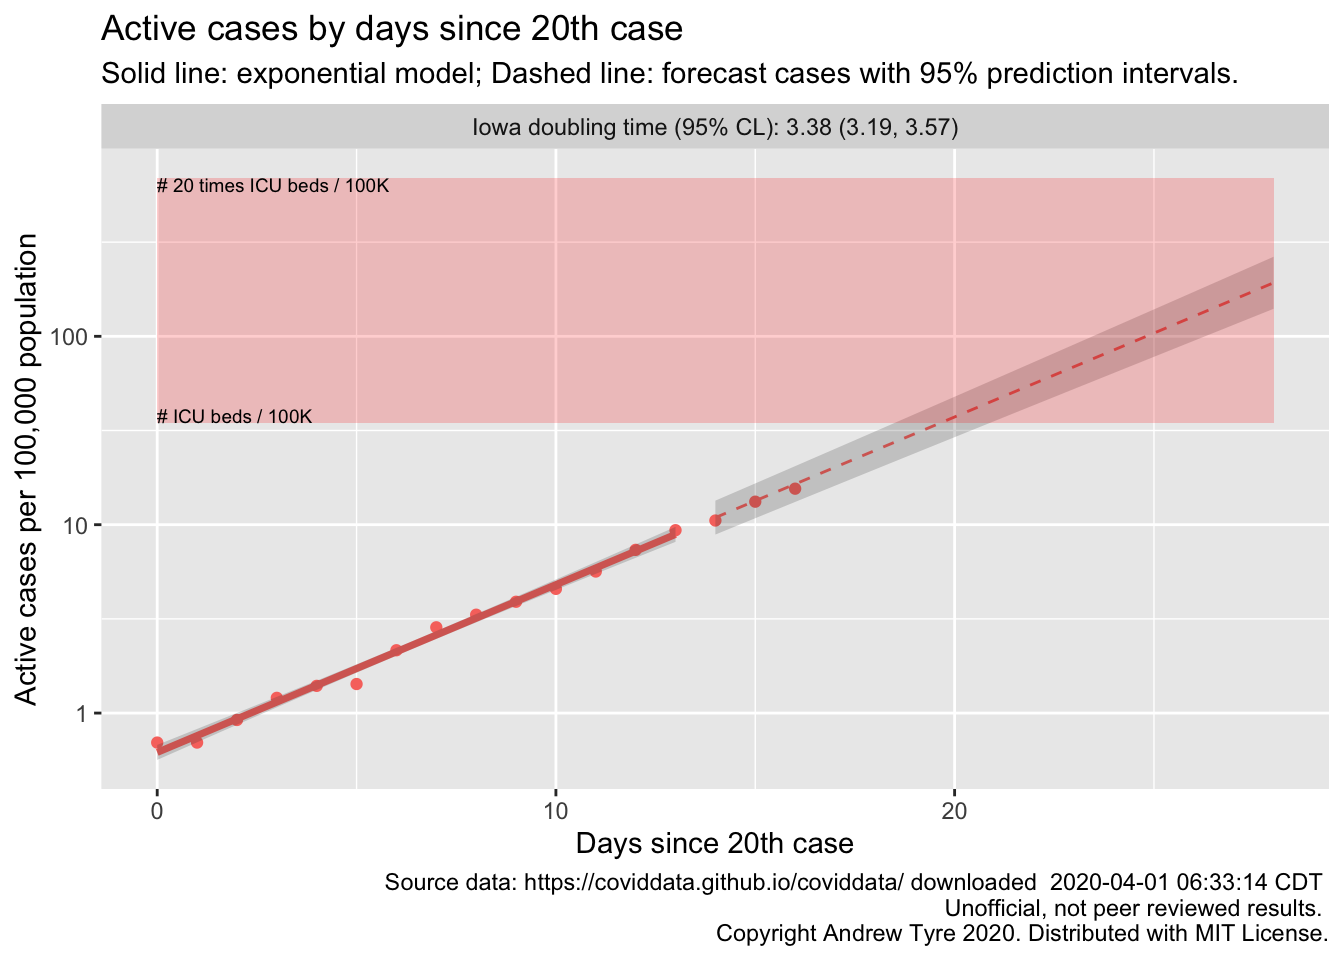 Active cases by days since 20th case
Solid line: exponential model; Dashed line: forecast cases with 95% prediction intervals.
Iowa doubling time (95% CL): 3.38 (3.19, 3.57)
# 20 times ICU beds / 100K
# ICU beds / 100K
Active cases per 100,000 population
100
10
1
0
10
20
Days since 20th case
Source data: https://coviddata.github.io/coviddata/ downloaded  2020-04-01 06:33:14 CDT
Unofficial, not peer reviewed results.
Copyright Andrew Tyre 2020. Distributed with MIT License.